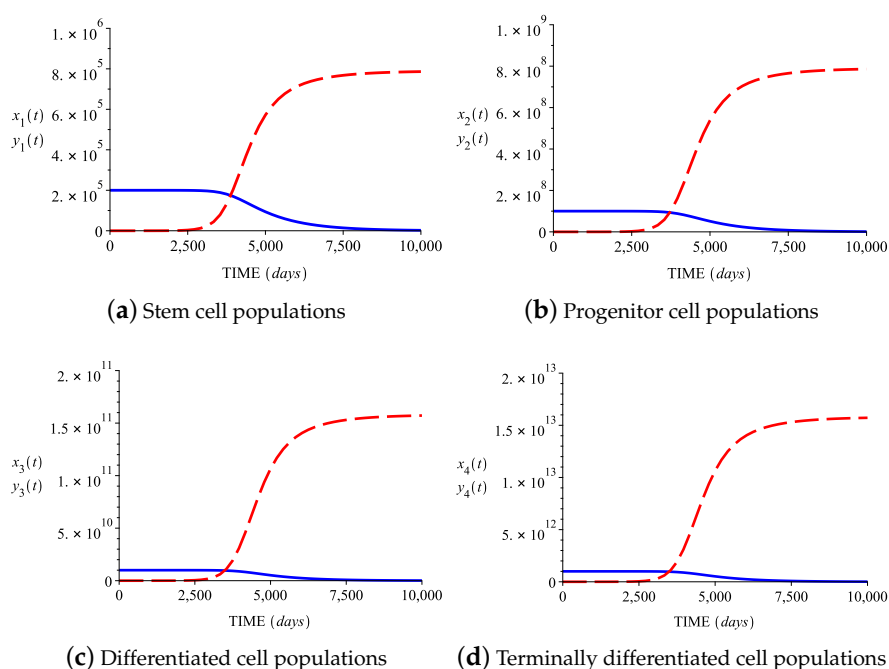 1. × 10^6
8. × 10^5
x_1(t)
6. × 10^5
y_1(t)
4. × 10^5
2. × 10^5
0
0 2,500 5,000 7,500 10,000
TIME (days)
(a) Stem cell populations
1. × 10^9
8. × 10^8
x_2(t)
6. × 10^8
y_2(t)
4. × 10^8
2. × 10^8
0
0 2,500 5,000 7,500 10,000
TIME (days)
(b) Progenitor cell populations
2. × 10^11
1.5 × 10^11
x_3(t)
1. × 10^11
y_3(t)
5. × 10^10
0
0 2,500 5,000 7,500 10,000
TIME (days)
(c) Differentiated cell populations
2. × 10^13
1.5 × 10^13
x_4(t)
1. × 10^13
y_4(t)
5. × 10^12
0
0 2,500 5,000 7,500 10,000
TIME (days)
(d) Terminally differentiated cell populations